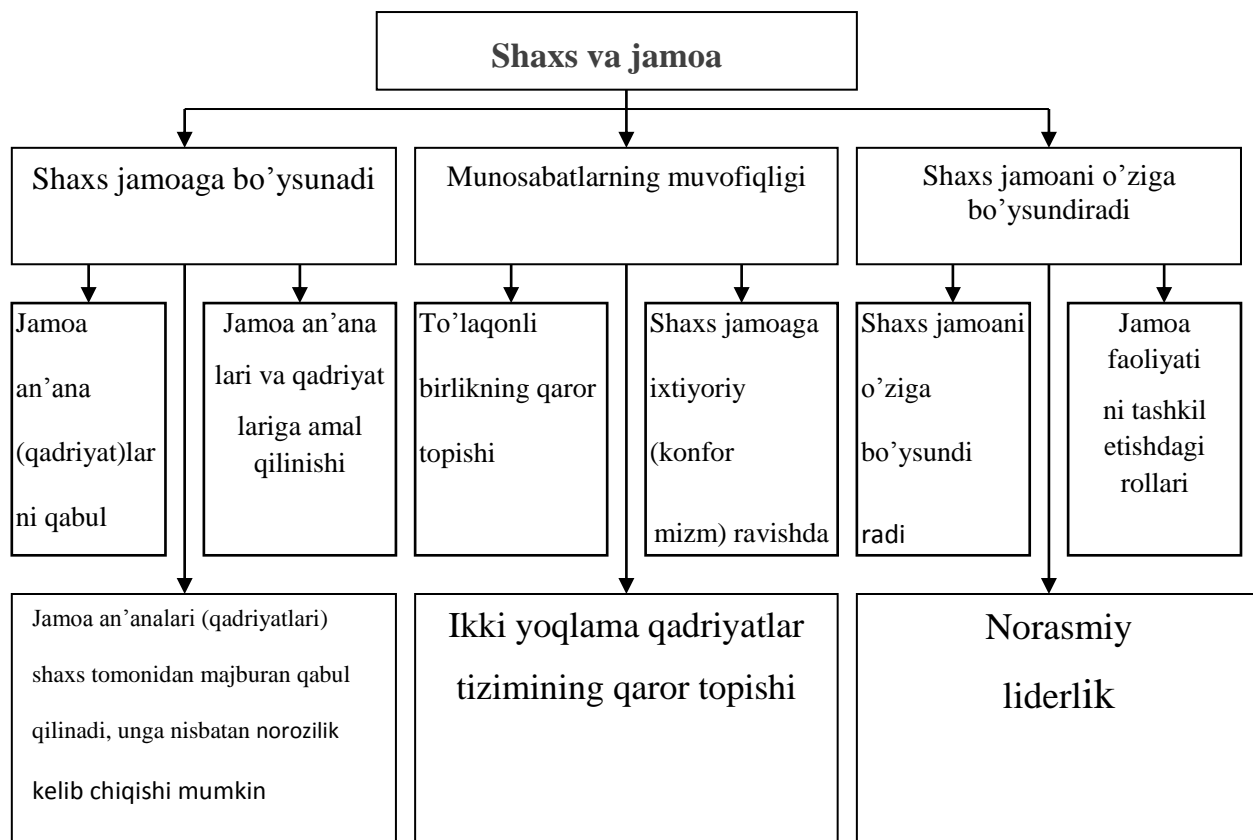 Shaxs va jamoa
Shaxs jamoaga bo’ysunadi
Munosabatlarning muvofiqligi
Shaxs jamoani o’ziga
bo’ysundiradi
Jamoa
an’ana
(qadriyat)lar
ni qabul
Jamoa an’ana
lari va qadriyat
lariga amal
qilinishi
To’laqonli
birlikning qaror
topishi
Shaxs jamoaga
ixtiyoriy
(konfor
mizm) ravishda
Shaxs jamoani
o’ziga
bo’ysundi
radi
Jamoa
faoliyati
ni tashkil
etishdagi
rollari
Jamoa an’analari (qadriyatlari)
shaxs tomonidan majburan qabul
qilinadi, unga nisbatan norozilik
kelib chiqishi mumkin
Ikki yoqlama qadriyatlar
tizimining qaror topishi
Norasmiy
liderlik